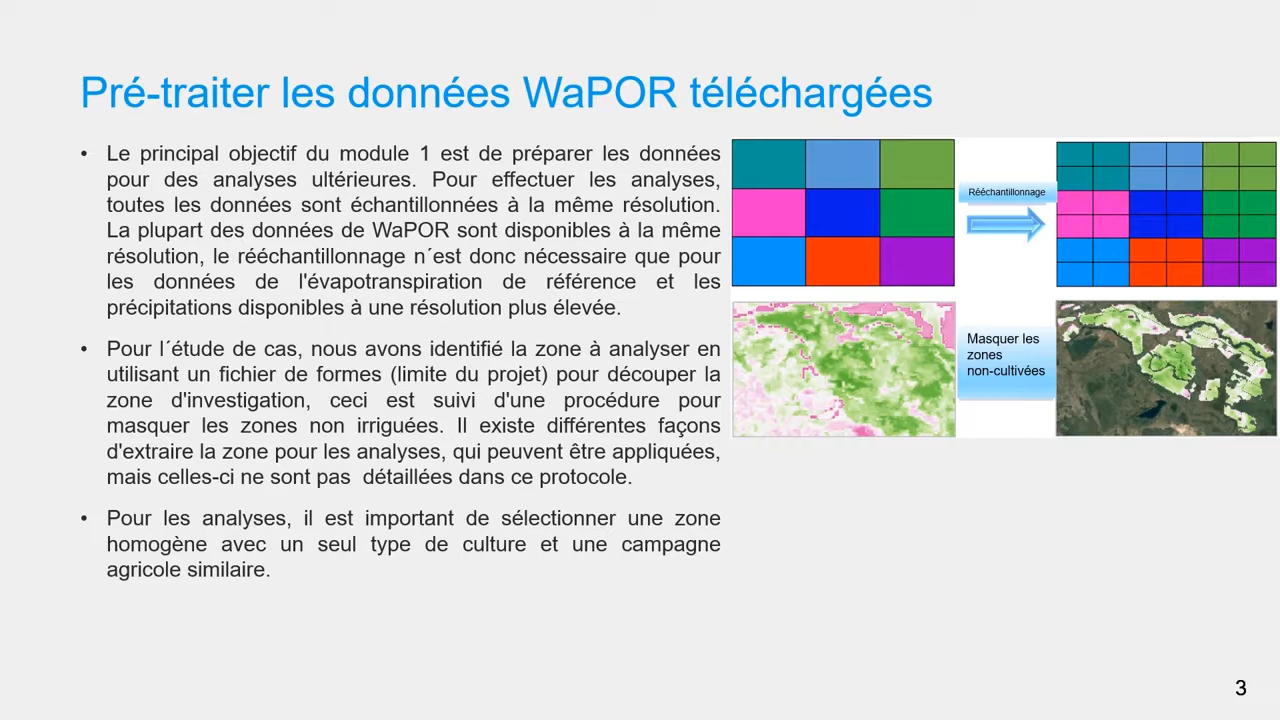 Pré-traiter les données WaPOR téléchargées
• Le principal objectif du module 1 est de préparer les données
pour des analyses ultérieures. Pour effectuer les analyses,
toutes les données sont échantillonnées à la même résolution.
La plupart des données de WaPOR sont disponibles à la même
résolution, le rééchantillonnage n´est donc nécessaire que pour
les données de l'évapotranspiration de référence et les
précipitations disponibles à une résolution plus élevée.
• Pour l´étude de cas, nous avons identifié la zone à analyser en
utilisant un fichier de formes (limite du projet) pour découper la
zone d'investigation, ceci est suivi d'une procédure pour
masquer les zones non irriguées. Il existe différentes façons
d'extraire la zone pour les analyses, qui peuvent être appliquées,
mais celles-ci ne sont pas détaillées dans ce protocole.
• Pour les analyses, il est important de sélectionner une zone
homogène avec un seul type de culture et une campagne
agricole similaire.
Rééchantillonnage
Masquer les
zones
non-cultivées
3